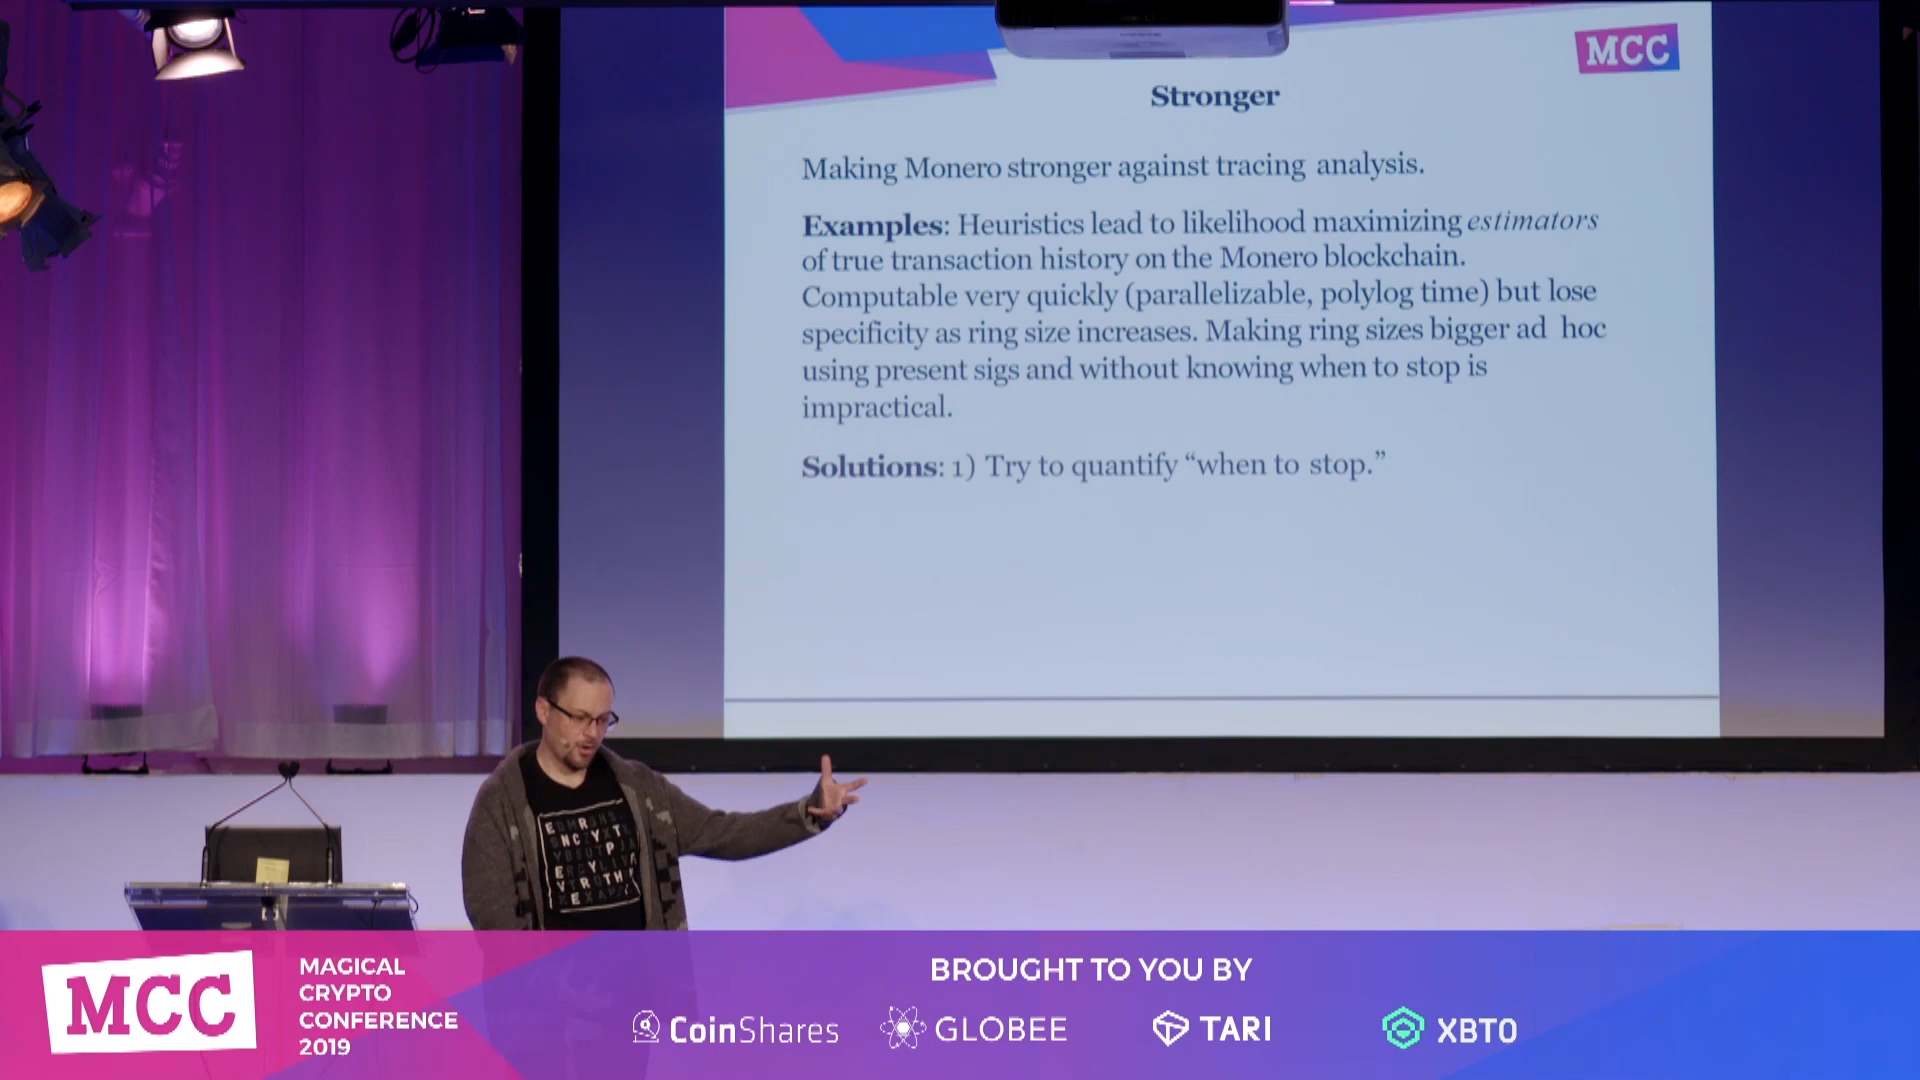 MCC
Stronger
Making Monero stronger against tracing analysis.
Examples: Heuristics lead to likelihood maximizing estimators
of true transaction history on the Monero blockchain.
Computable very quickly (parallelizable, polylog time) but lose
specificity as ring size increases. Making ring sizes bigger ad hoc
using present sigs and without knowing when to stop is
impractical.
Solutions: 1) Try to quantify “when to stop.”
MCC
MAGICAL
CRYPTO
CONFERENCE
2019
BROUGHT TO YOU BY
CoinShares
GLOBEE
TARI
XBTO